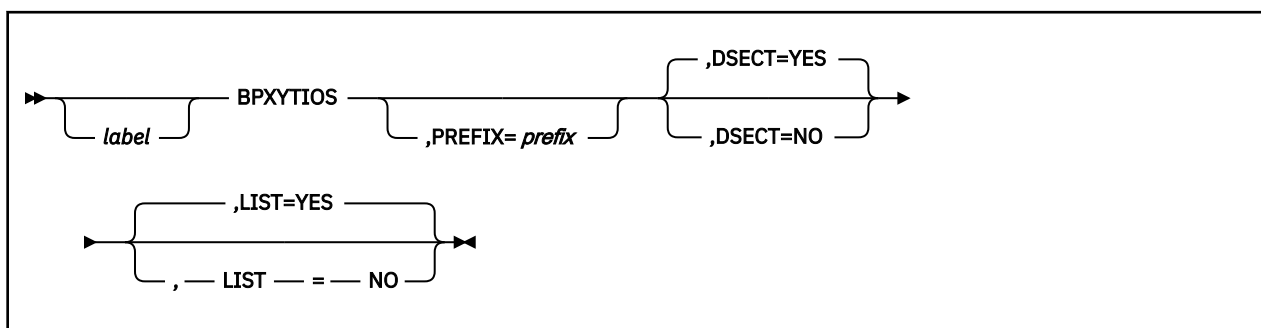 ,DSECT=YES
BPXYTIOS
label ,PREFIX= prefix ,DSECT=NO
,LIST=YES
, LIST = NO